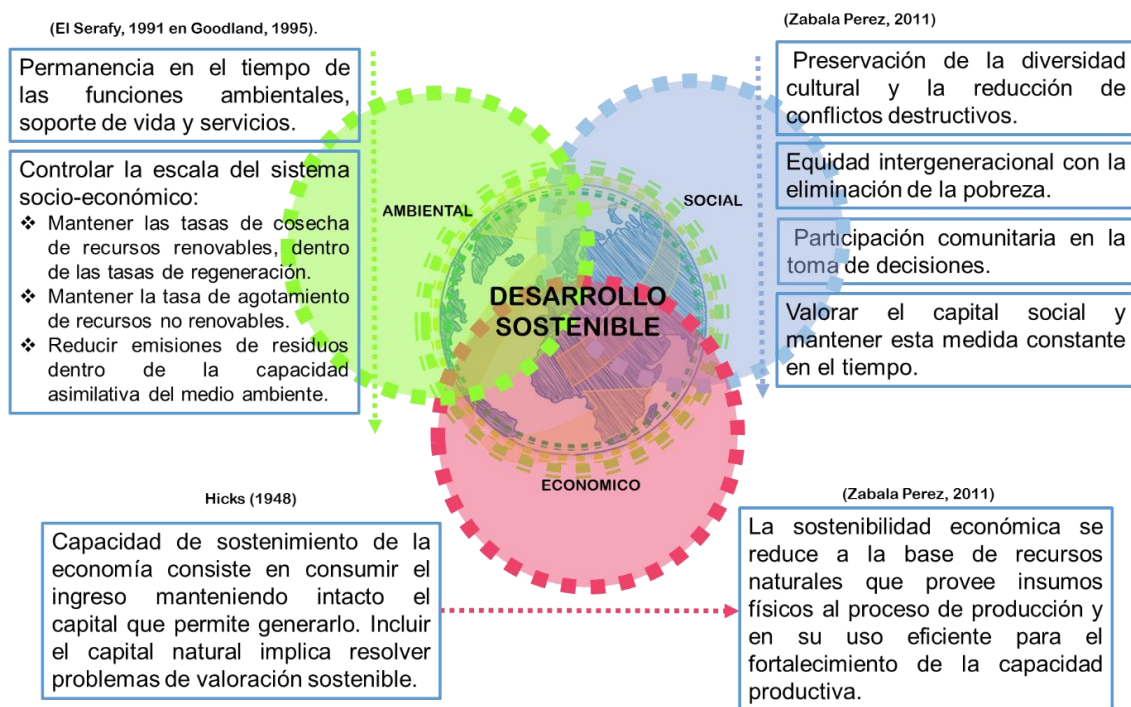 (El Serafy, 1991 en Goodland, 1995).
Permanencia en el tiempo de
las funciones ambientales,
soporte de vida y servicios.
Controlar la escala del sistema
socio-económico:
❖ Mantener las tasas de cosecha
de recursos renovables, dentro
de las tasas de regeneración.
❖ Mantener la tasa de agotamiento
de recursos no renovables.
❖ Reducir emisiones de residuos
dentro de la capacidad
asimilativa del medio ambiente.
AMBIENTAL
SOCIAL
DESARROLLO
SOSTENIBLE
ECONOMICO
(Zabala Perez, 2011)
Preservación de la diversidad
cultural y la reducción de
conflictos destructivos.
Equidad intergeneracional con la
eliminación de la pobreza.
Participación comunitaria en la
toma de decisiones.
Valorar el capital social y
mantener esta medida constante
en el tiempo.
Hicks (1948)
Capacidad de sostenimiento de la
economía consiste en consumir el
ingreso manteniendo intacto el
capital que permite generarlo. Incluir
el capital natural implica resolver
problemas de valoración sostenible.
(Zabala Perez, 2011)
La sostenibilidad económica se
reduce a la base de recursos
naturales que provee insumos
físicos al proceso de producción y
en su uso eficiente para el
fortalecimiento de la capacidad
productiva.